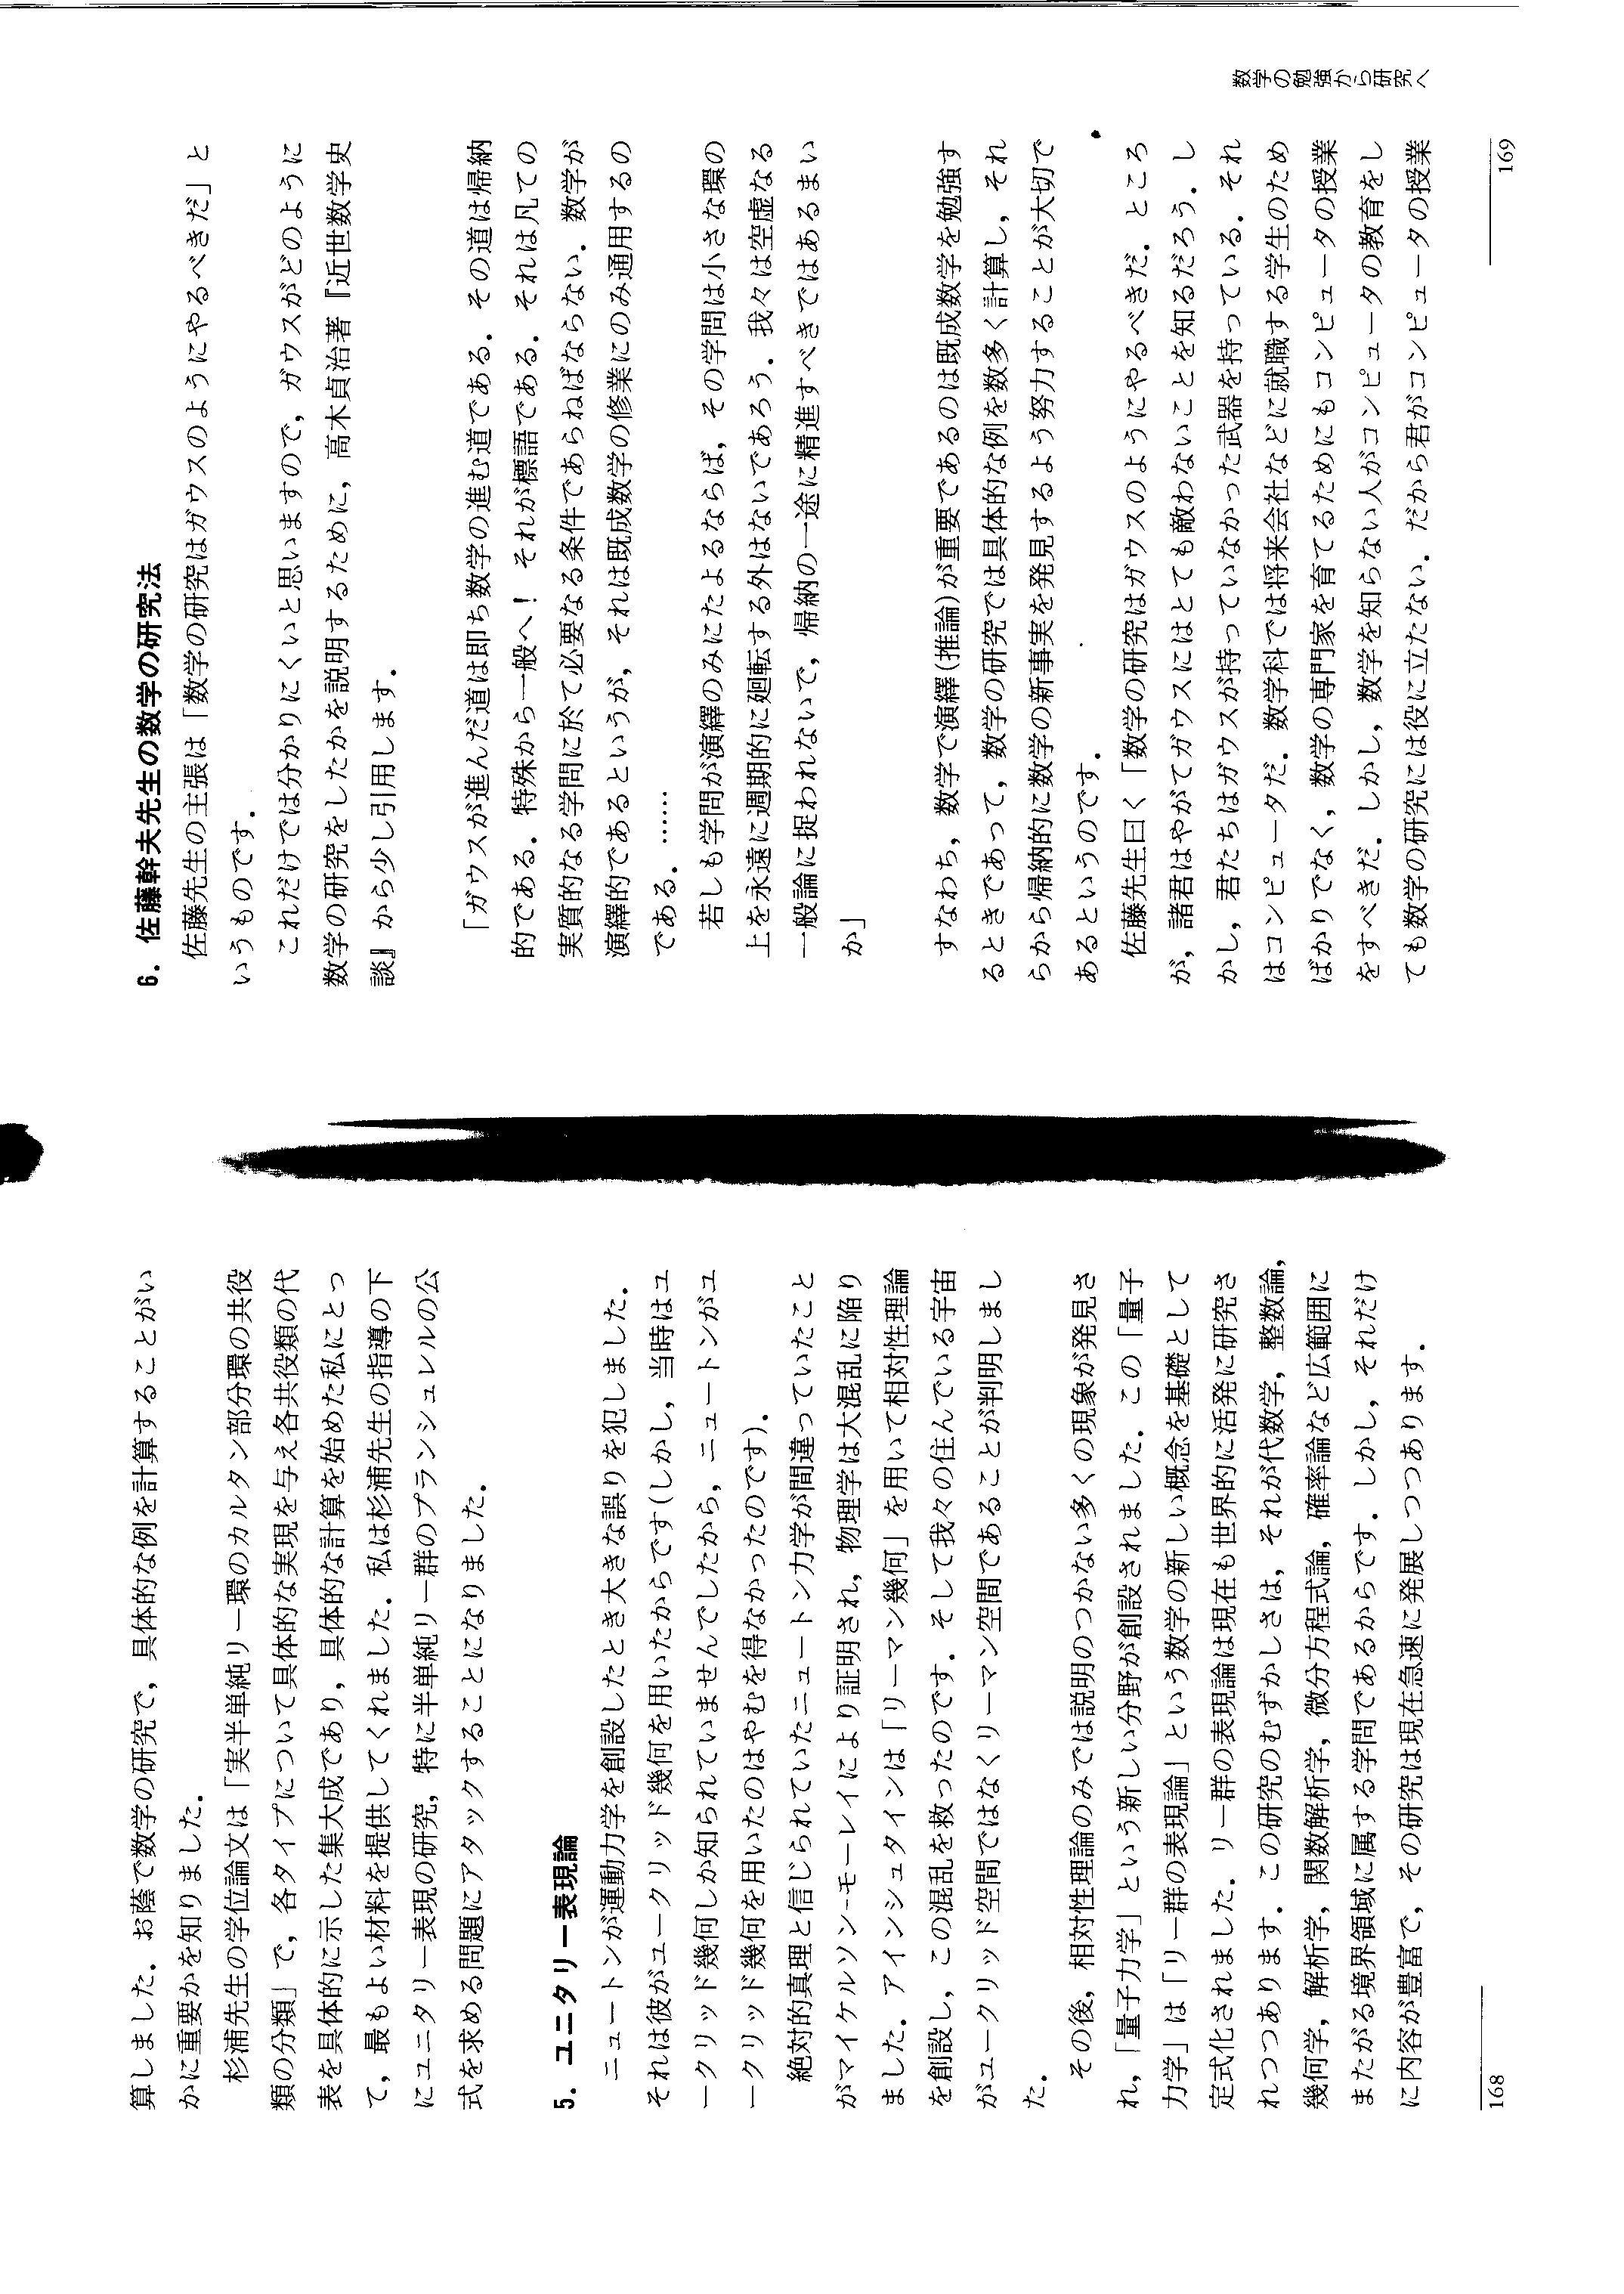 算しました．お蔭で数学の研究で，具体的な例を計算することがい
かに重要かを知りました．
杉浦先生の学位論文は「実半単純リー環のカルタン部分環の共役
類の分類」で，各タイプについて具体的な実現を与え各共役類の代
表を具体的に示した集大成であり，具体的な計算を始めた私にとっ
て，最もよい材料を提供してくれました．私は杉浦先生の指導の下
にユニタリー表現の研究，特に半単純リー群のプランシュレルの公
式を求める問題にアタックすることになりました．
5．ユニタリー表現論
ニュートンが運動力学を創設したとき大きな誤りを犯しました．
それは彼がユークリッド幾何を用いたからです(しかし，当時はユ
ークリッド幾何しか知られていませんでしたから，ニュートンがユ
ークリッド幾何を用いたのはやむを得なかったのです)．
絶対的真理と信じられていたニュートン力学が間違っていたこと
がマイケルソン-モーレイにより証明され，物理学は大混乱に陥り
ました．アインシュタインは「リーマン幾何」を用いて相対性理論
を創設し，この混乱を救ったのです．そして我々の住んでいる宇宙
がユークリッド空間ではなくリーマン空間であることが判明しまし
た．
その後，相対性理論のみでは説明のつかない多くの現象が発見さ
れ，「量子力学」という新しい分野が創設されました．この「量子
力学」は「リー群の表現論」という数学の新しい概念を基礎として
定式化されました．リー群の表現論は現在も世界的に活発に研究さ
れつつあります．この研究のむずかしさは，それが代数学，整数論，
幾何学，解析学，関数解析学，微分方程式論，確率論など広範囲に
またがる境界領域に属する学問であるからです．しかし，それだけ
に内容が豊富で，その研究は現在急速に発展しつつあります．
168
6．佐藤幹夫先生の数学の研究法
佐藤先生の主張は「数学の研究はガウスのようにやるべきだ」と
いうものです．
これだけでは分かりにくいと思いますので，ガウスがどのように
数学の研究をしたかを説明するために，高木貞治著『近世数学史
談』から少し引用します．
「ガウスが進んだ道は即ち数学の進む道である．その道は帰納
的である．特殊から一般へ！ それが標語である．それは凡ての
実質的なる学問に於て必要なる条件であらねばならない．数学が
演繹的であるというが，それは既成数学の修業にのみ通用するの
である．……
若しも学問が演繹のみにたよるならば，その学問は小さな環の
上を永遠に週期的に廻転する外はないであろう．我々は空虚なる
一般論に捉われないで，帰納の一途に精進すべきではあるまい
か」
すなわち，数学で演繹(推論)が重要であるのは既成数学を勉強す
るときであって，数学の研究では具体的な例を数多く計算し，それ
らから帰納的に数学の新事実を発見するよう努力することが大切で
あるというのです．
佐藤先生曰く「数学の研究はガウスのようにやるべきだ．ところ
が，諸君はやがてガウスにはとても敵わないことを知るだろう．し
かし，君たちはガウスが持っていなかった武器を持っている．それ
はコンピュータだ．数学科では将来会社などに就職する学生のため
ばかりでなく，数学の専門家を育てるためにもコンピュータの授業
をすべきだ．しかし，数学を知らない人がコンピュータの教育をし
ても数学の研究には役に立たない．だから君がコンピュータの授業
数学の勉強から研究へ
169